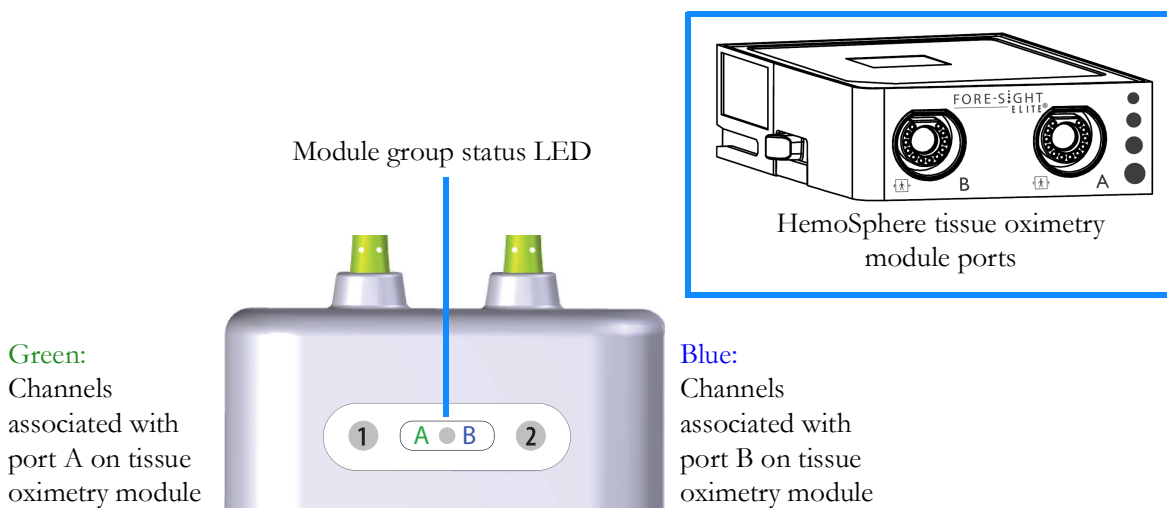 FORE-SIGHT
ELITE®
B
A
HemoSphere tissue oximetry
module ports
Module group status LED
Green:
Channels
associated with
port A on tissue
oximetry module
1 A B 2
Blue:
Channels
associated with
port B on tissue
oximetry module